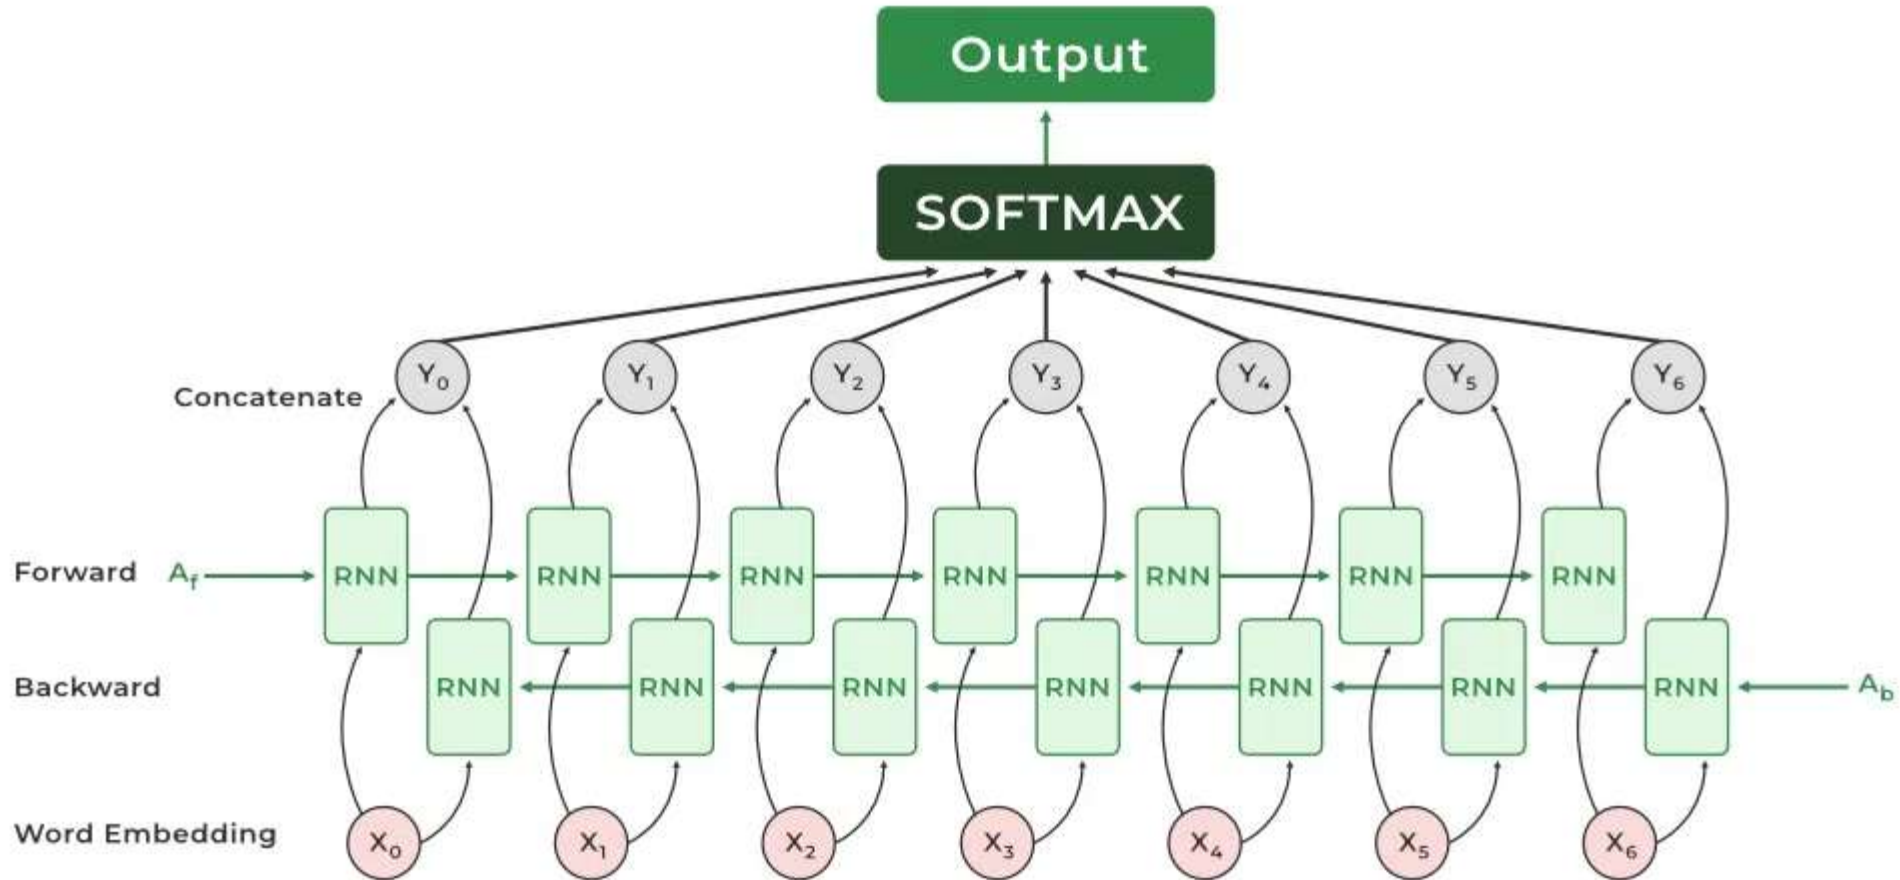 Output
SOFTMAX
Y0 Y1 Y2 Y3 Y4 Y5 Y6
Concatenate
Forward Af RNN RNN RNN RNN RNN RNN RNN
Backward RNN RNN RNN RNN RNN RNN RNN Ab
Word Embedding X0 X1 X2 X3 X4 X5 X6